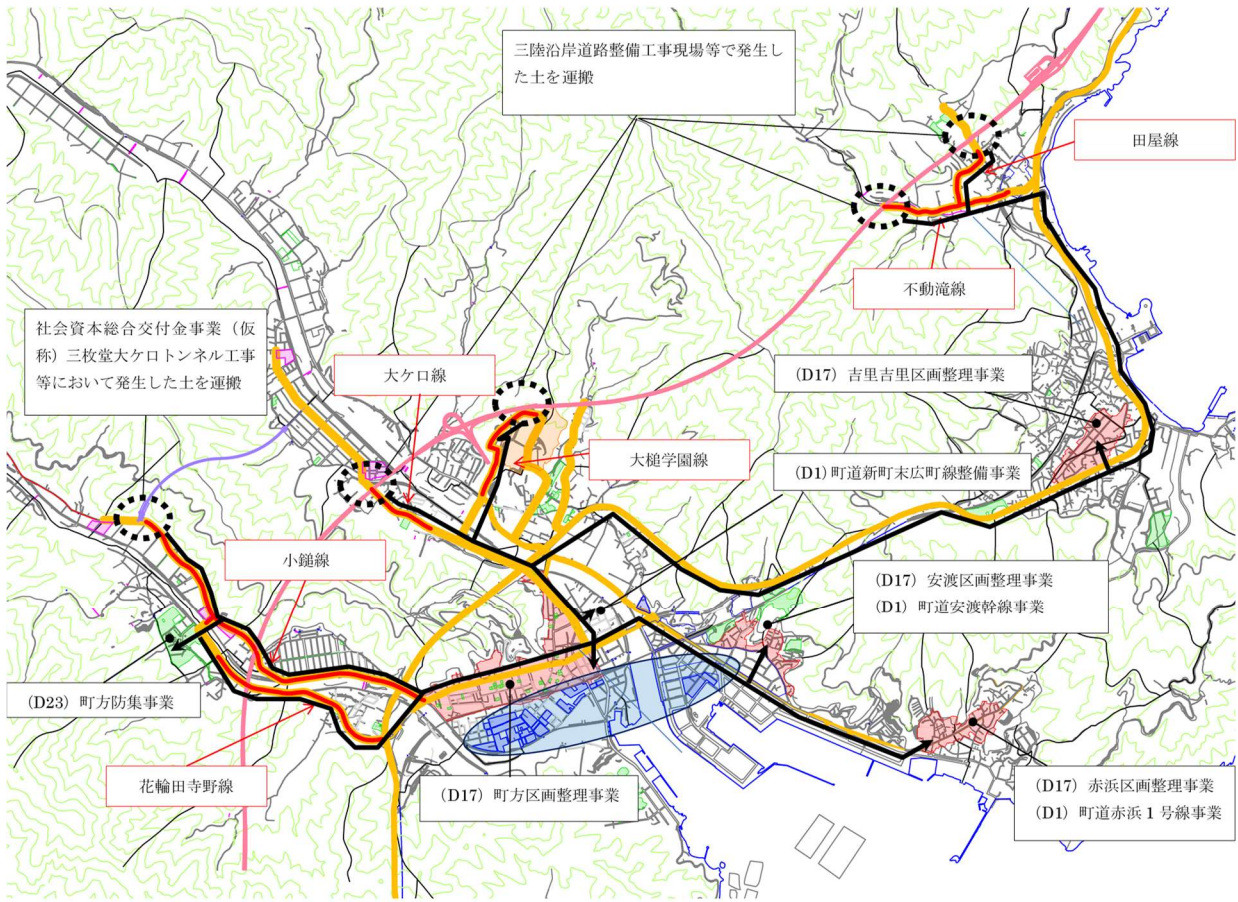 三陸沿岸道路整備工事現場等で発生し
た土を運搬
田屋線
不動滝線
社会資本総合交付金事業（仮
称）三枚堂大ケロトンネル工事
等において発生した土を運搬
大ケロ線
（D17）吉里吉里区画整理事業
大槌学園線
（D1）町道新町末広町線整備事業
小鎚線
（D17）安渡区画整理事業
（D1）町道安渡幹線事業
（D23）町方防集事業
花輪田寺野線
（D17）町方区画整理事業
（D17）赤浜区画整理事業
（D1）町道赤浜 1 号線事業